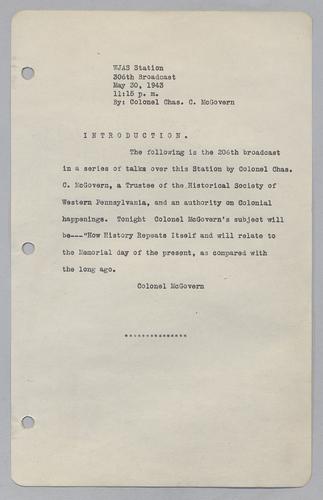 WJAS Station
306th Broadcast
May 30, 1943
11:15 p. m.
By: Colonel Chas. C. McGovern
I N T R O D U C T I O N .
The following is the 206th broadcast
in a series of talks over this Station by Colonel Chas.
C. McGovern, a Trustee of the Historical Society of
Western Pennsylvania, and an authority on Colonial
happenings. Tonight Colonel McGovern's subject will
be---"How History Repeats Itself and will relate to
the Memorial day of the present, as compared with
the long ago.
Colonel McGovern
***************